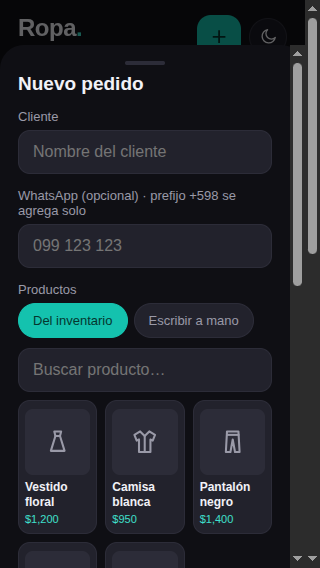 Ropa.
Nuevo pedido
Cliente
Nombre del cliente
WhatsApp (opcional) · prefijo +598 se
agrega solo
099 123 123
Productos
Del inventario
Escribir a mano
Buscar producto…
Vestido
floral
$1,200
Camisa
blanca
$950
Pantalón
negro
$1,400